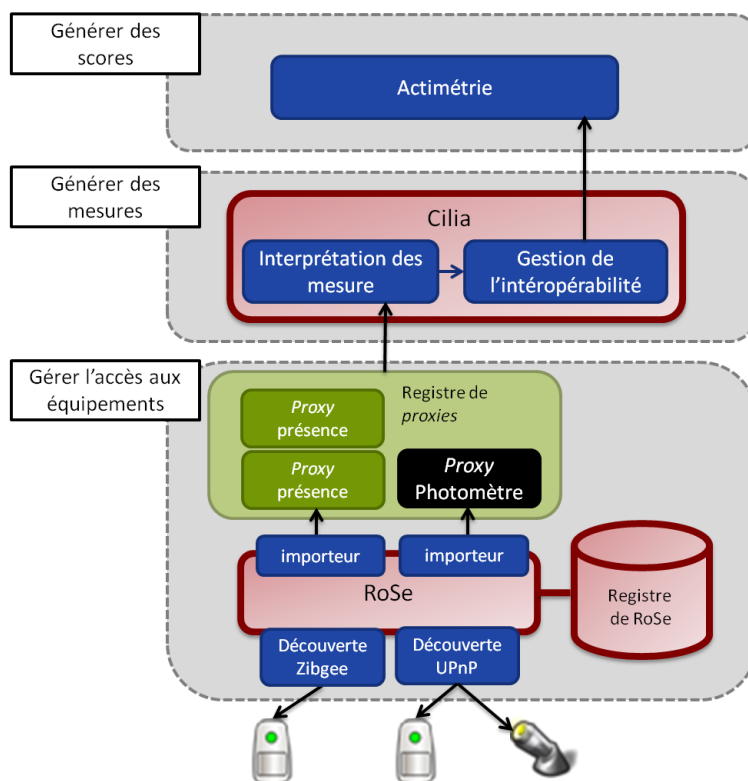 Générer des
scores
Actimétrie
Générer des
mesures
Cilia
Interprétation des
mesure
Gestion de
l'intéropérabilité
Gérer l'accès aux
équipements
Registre de
proxies
Proxy
présence
Proxy
présence
Proxy
Photomètre
importeur
importeur
RoSe
Registre
de RoSe
Découverte
Zibgee
Découverte
UPnP